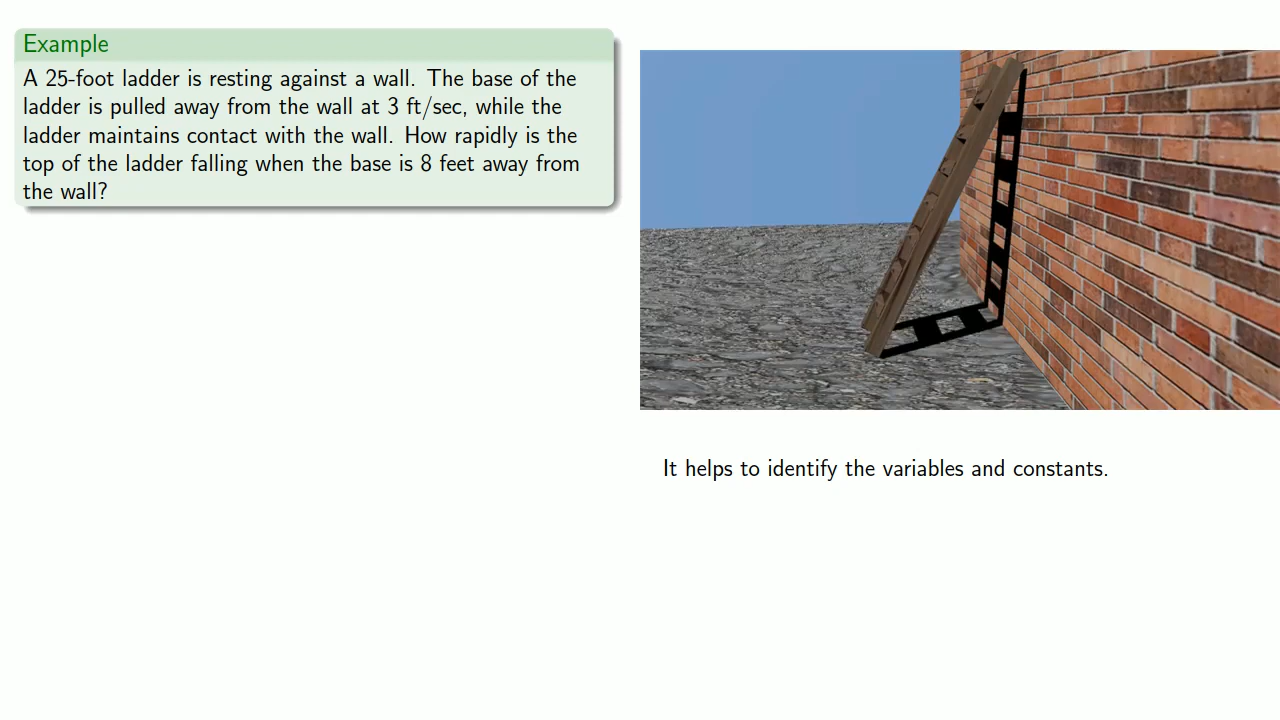 Example
A 25-foot ladder is resting against a wall. The base of the
ladder is pulled away from the wall at 3 ft/sec, while the
ladder maintains contact with the wall. How rapidly is the
top of the ladder falling when the base is 8 feet away from
the wall?
It helps to identify the variables and constants.